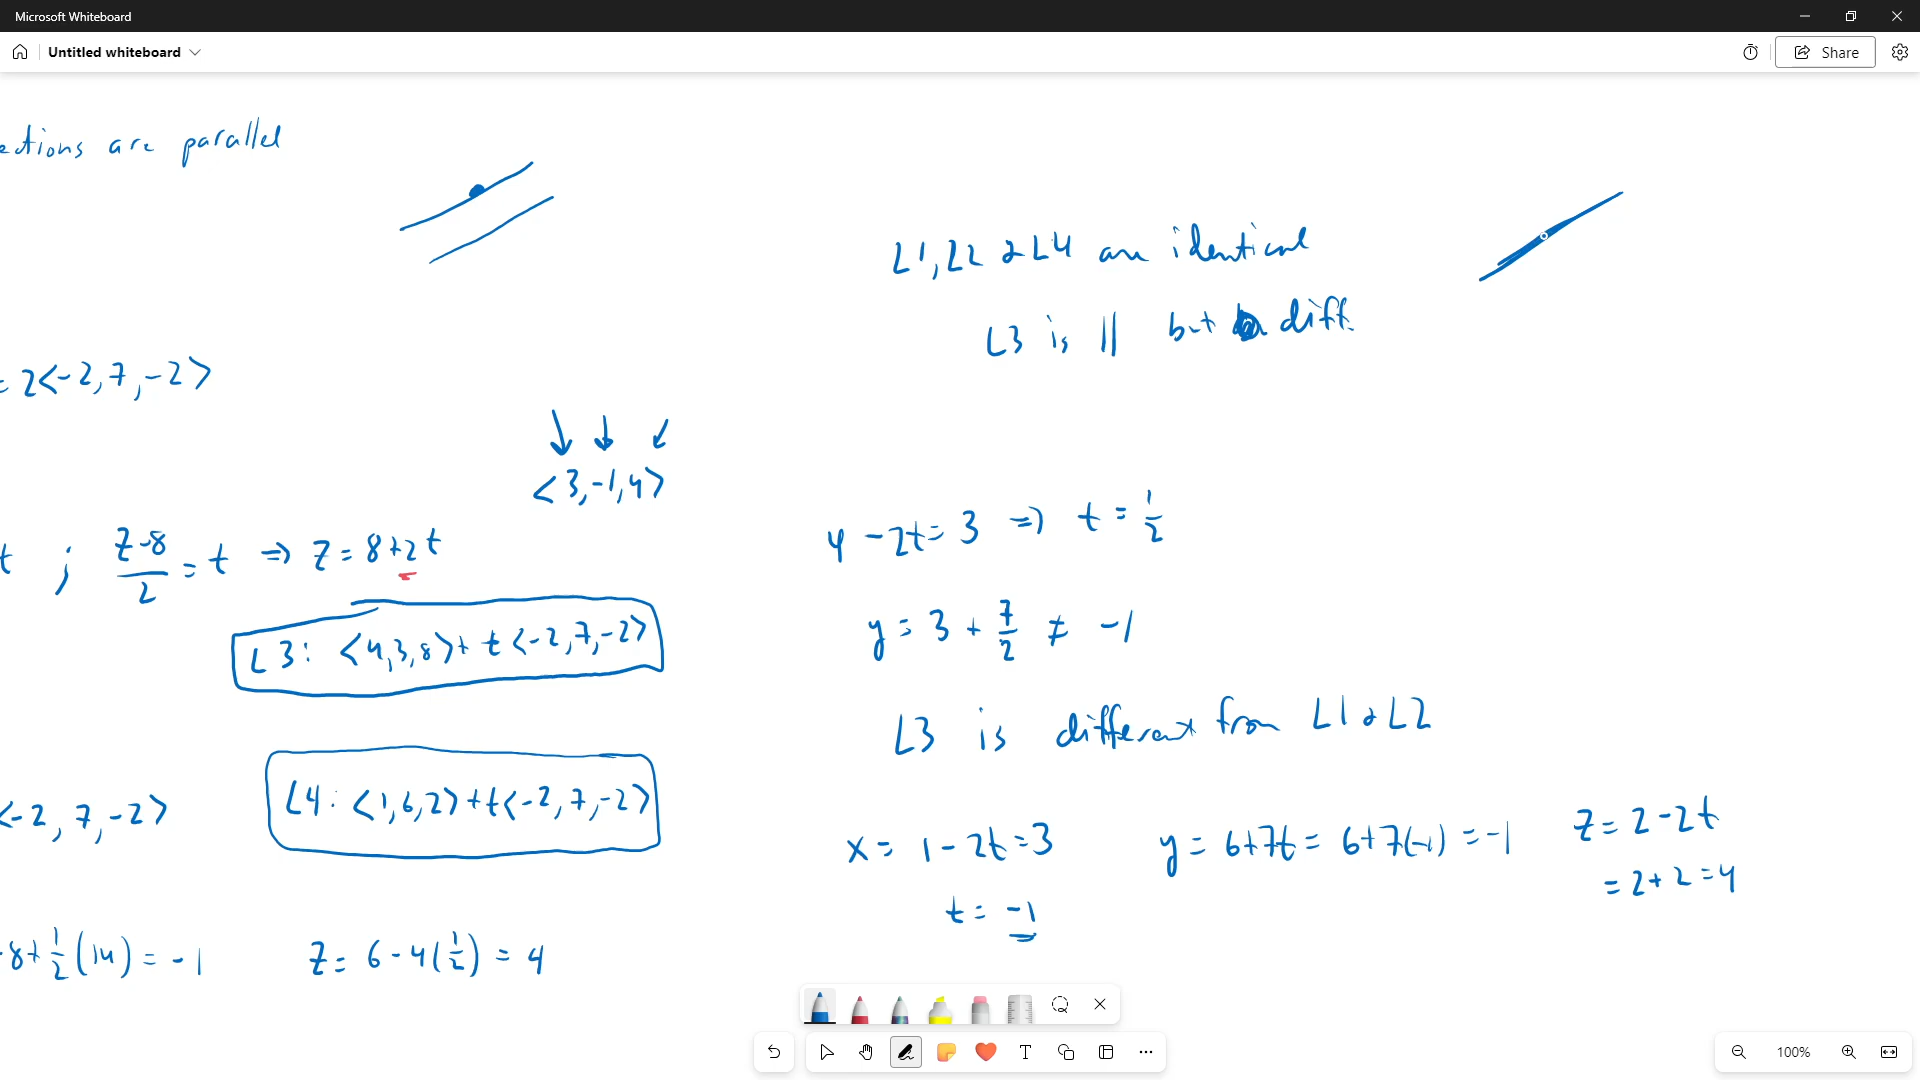 Microsoft Whiteboard
Untitled whiteboard
Share
ections are parallel
L1, L2 & L4 are identical
L3 is || but diff.
= 2<-2, 7, -2>
<3, -1, 4>
t ; z-8/2 = t => z = 8+2t
4 - 2t = 3 => t = 1/2
y = 3 + 7/2 ≠ -1
L3: <4,3,8> + t<-2,7,-2>
L3 is different from L1 & L2
<-2, 7, -2>
L4: <1,6,2> + t<-2, 7, -2>
x = 1 - 2t = 3
y = 6+7t = 6+7(-1) = -1
z = 2 - 2t
= 2 + 2 = 4
t = -1
-8 + 1/2 (14) = -1
z = 6 - 4(1/2) = 4
T
100%